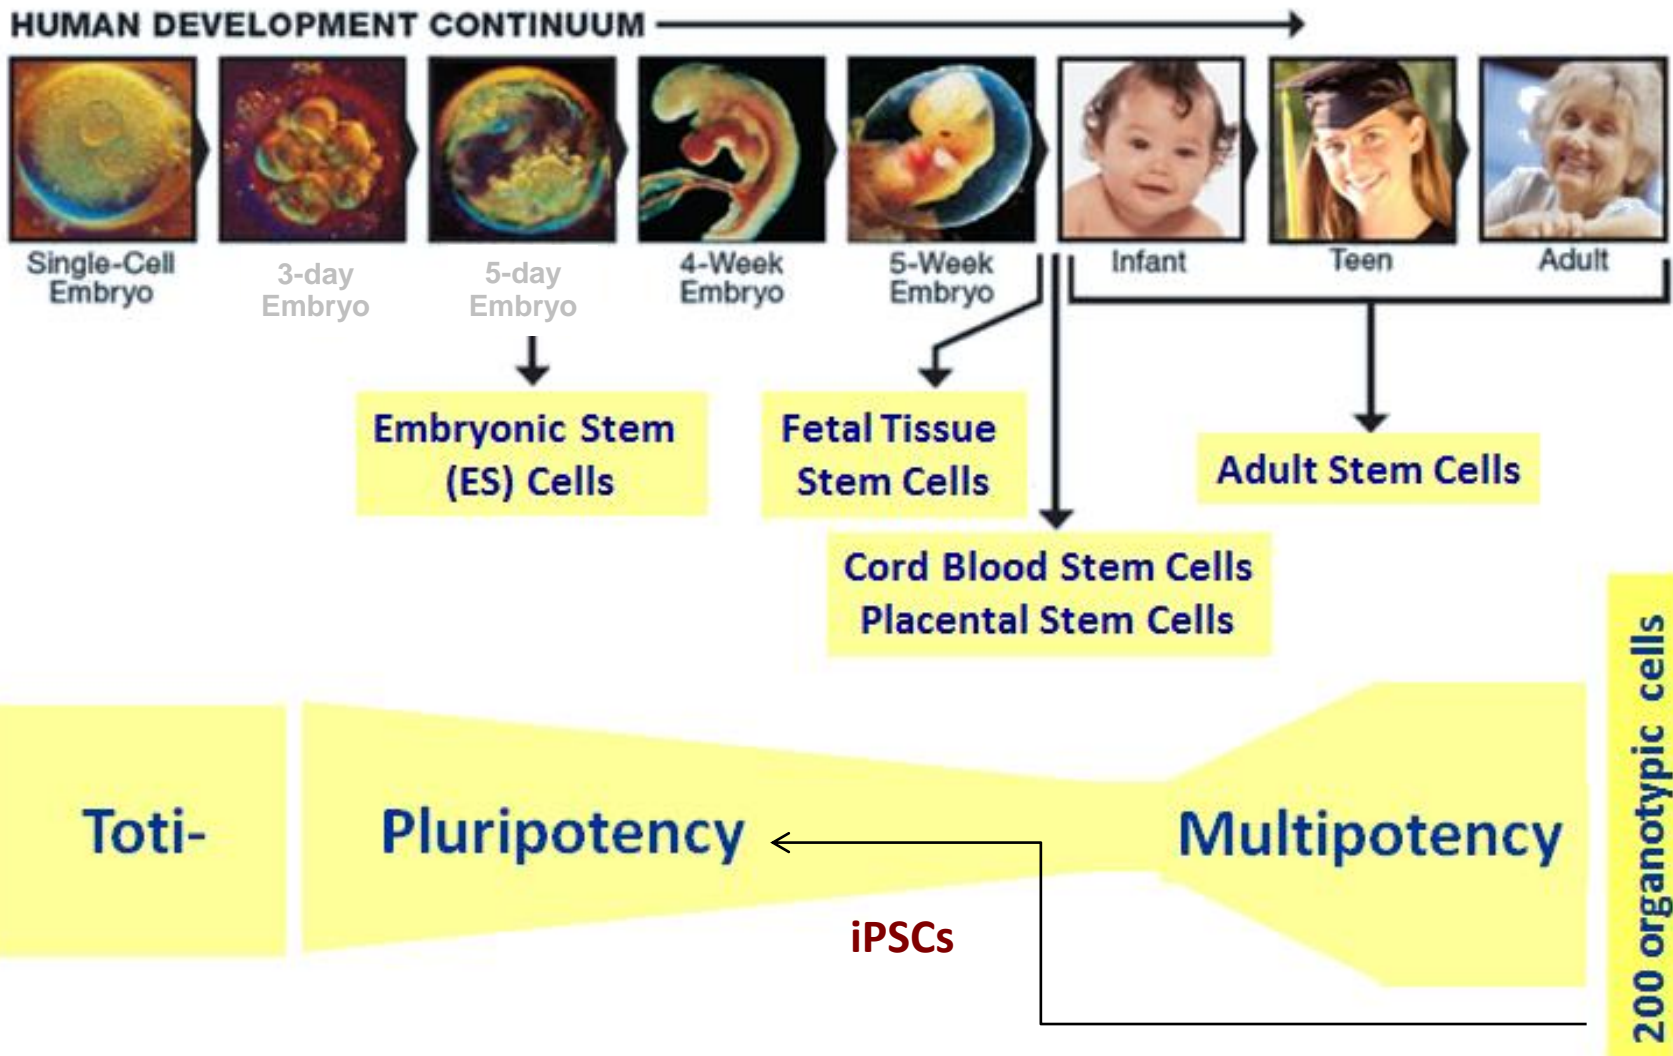 HUMAN DEVELOPMENT CONTINUUM
Single-Cell
Embryo
3-day
Embryo
5-day
Embryo
4-Week
Embryo
5-Week
Embryo
Infant
Teen
Adult
Embryonic Stem
(ES) Cells
Fetal Tissue
Stem Cells
Adult Stem Cells
Cord Blood Stem Cells
Placental Stem Cells
Toti-
Pluripotency
Multipotency
iPSCs
200 organotypic cells